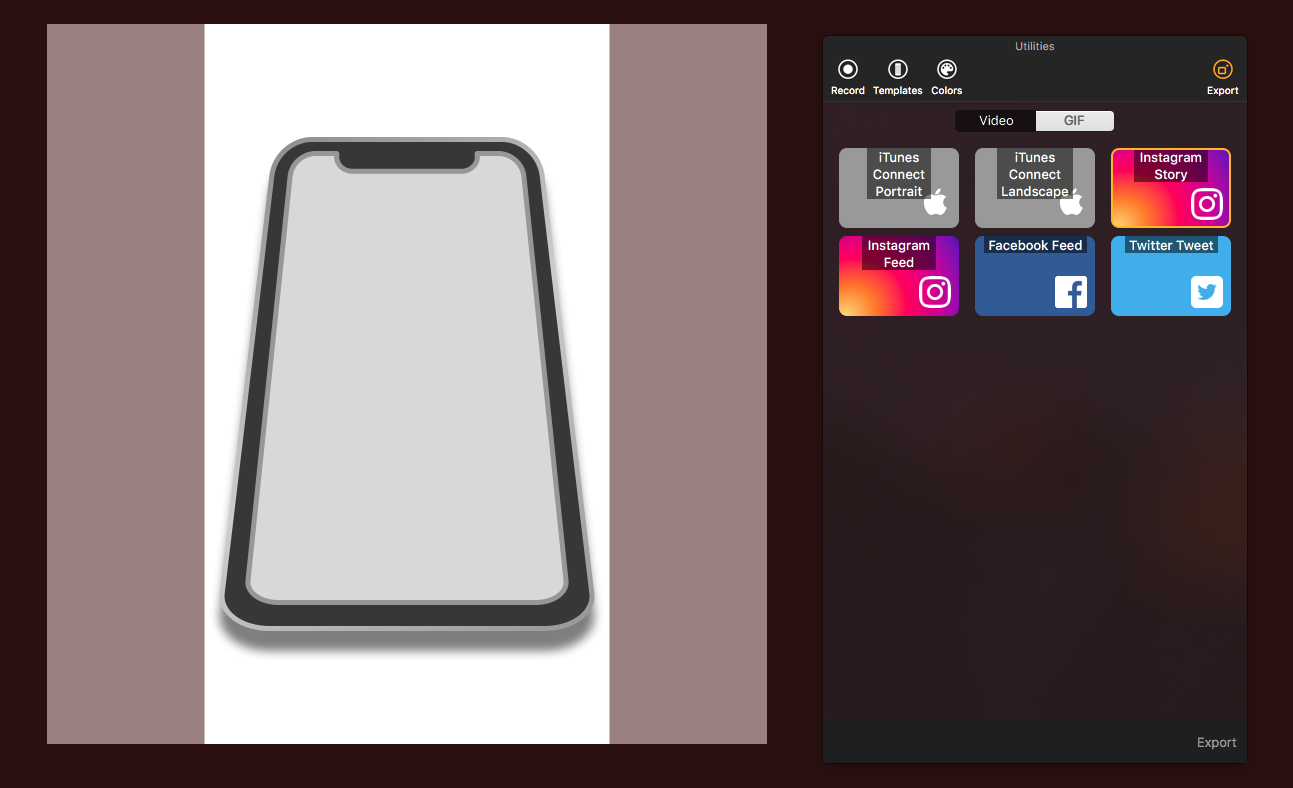 Utilities
Record
Templates
Colors
Export
Video
GIF
iTunes
Connect
Portrait
iTunes
Connect
Landscape
Instagram
Story
Instagram
Feed
Facebook Feed
Twitter Tweet
Export